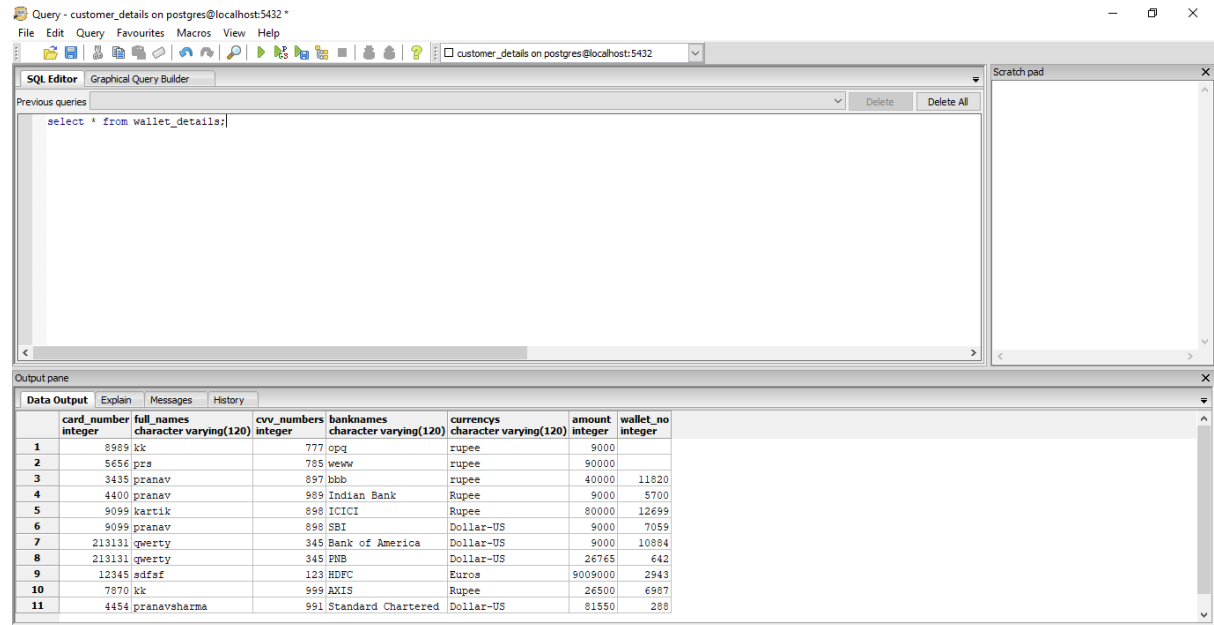 Query - customer_details on postgres@localhost:5432 *
File Edit Query Favourites Macros View Help
customer_details on postgres@localhost:5432
SQL Editor Graphical Query Builder
Scratch pad
Previous queries Delete Delete All
select * from wallet_details;
Output pane
Data Output Explain Messages History
card_number full_names cvv_numbers banknames currencys amount wallet_no
integer character varying(120) integer character varying(120) character varying(120) integer integer
1 8989 kk 777 opq rupee 9000
2 5656 prs 785 weww rupee 90000
3 3435 pranav 897 bbb rupee 40000 11820
4 4400 pranav 989 Indian Bank Rupee 9000 5700
5 9099 kartik 898 ICICI Rupee 80000 12699
6 9099 pranav 898 SBI Dollar-US 9000 7059
7 213131 qwerty 345 Bank of America Dollar-US 9000 10884
8 213131 qwerty 345 PNB Dollar-US 26765 642
9 12345 sdfsf 123 HDFC Euros 9009000 2943
10 7870 kk 999 AXIS Rupee 26500 6987
11 4454 pranavsharma 991 Standard Chartered Dollar-US 81550 288